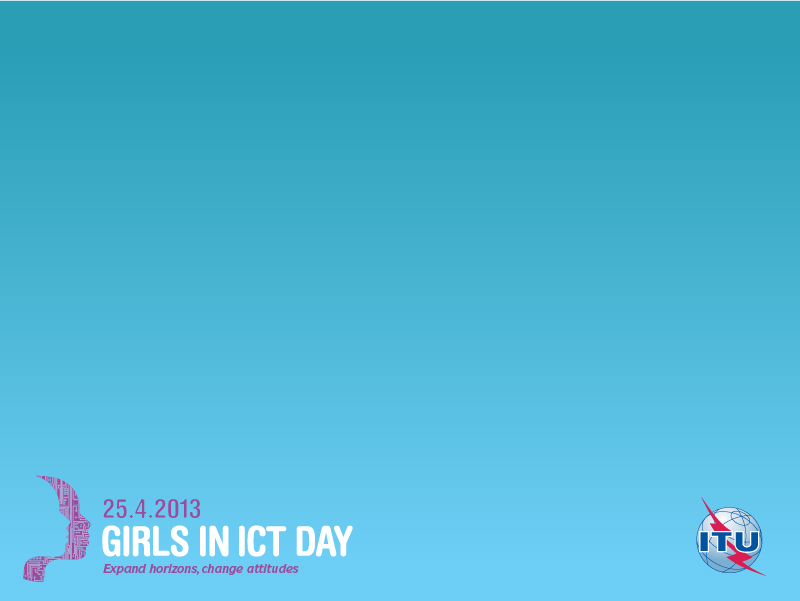 25.4.2013
GIRLS IN ICT DAY
Expand horizons, change attitudes
ITU